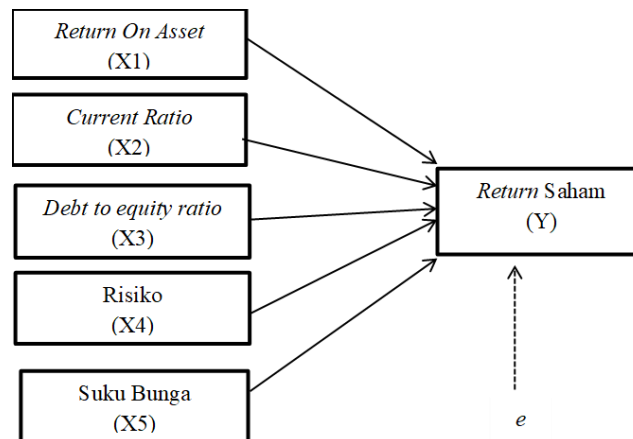 Return On Asset
(X1)
Current Ratio
(X2)
Debt to equity ratio
(X3)
Risiko
(X4)
Suku Bunga
(X5)
Return Saham
(Y)
e